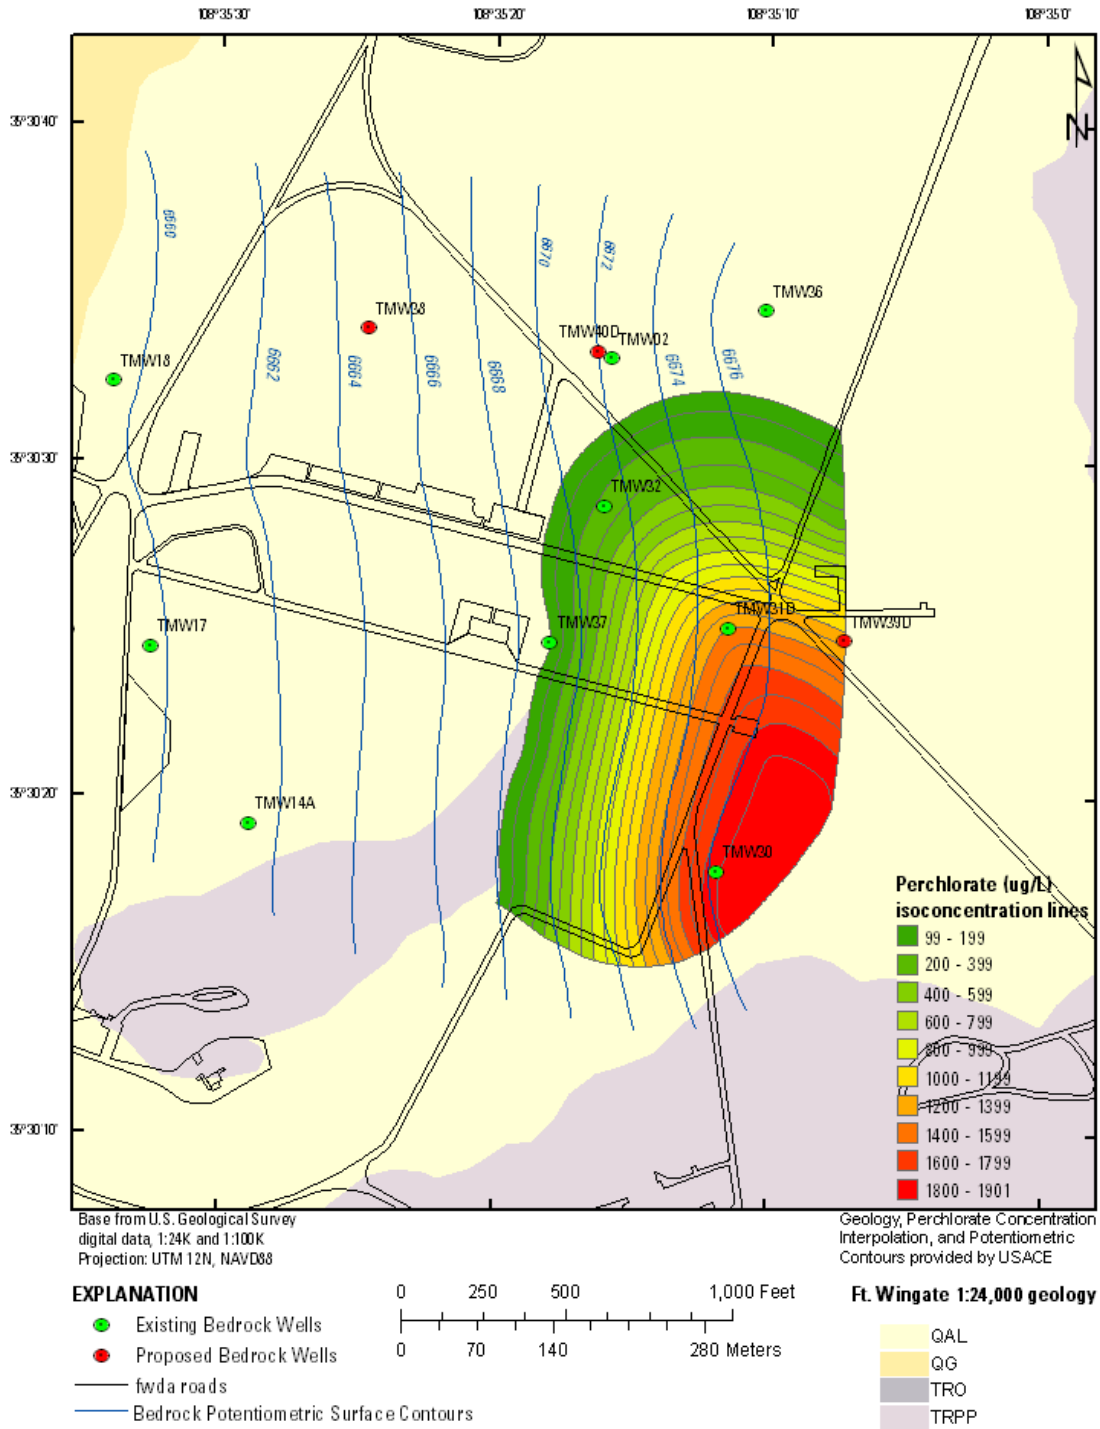 108°35'30"
108°35'20"
108°35'10"
108°35'0"
35°30'40"
N
6660
6670
6672
TMW36
TMW38
TMW40D
TMW02
TMW18
6662
6664
6666
6668
6674
6676
35°30'30"
TMW32
TMW17
TMW37
TMW31D
TMW39D
35°30'20"
TMW14A
TMW30
Perchlorate (ug/L)
isoconcentration lines
99 - 199
200 - 399
400 - 599
600 - 799
800 - 999
1000 - 1199
1200 - 1399
1400 - 1599
1600 - 1799
1800 - 1901
35°30'10"
Base from U.S. Geological Survey
digital data, 1:24K and 1:100K
Projection: UTM 12N, NAVD88
Geology, Perchlorate Concentration
Interpolation, and Potentiometric
Contours provided by USACE
EXPLANATION
Existing Bedrock Wells
Proposed Bedrock Wells
fwda roads
Bedrock Potentiometric Surface Contours
0 250 500 1,000 Feet
0 70 140 280 Meters
Ft. Wingate 1:24,000 geology
QAL
QG
TRO
TRPP